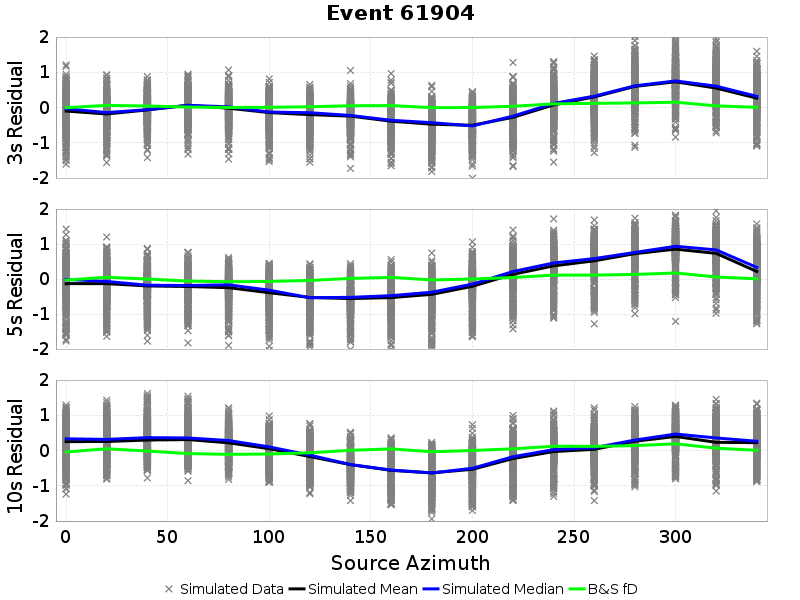 Event 61904
3s Residual
2
1
0
-1
-2
5s Residual
2
1
0
-1
-2
10s Residual
2
1
0
-1
-2
0 50 100 150 200 250 300
Source Azimuth
Simulated Data Simulated Mean Simulated Median B&S fD